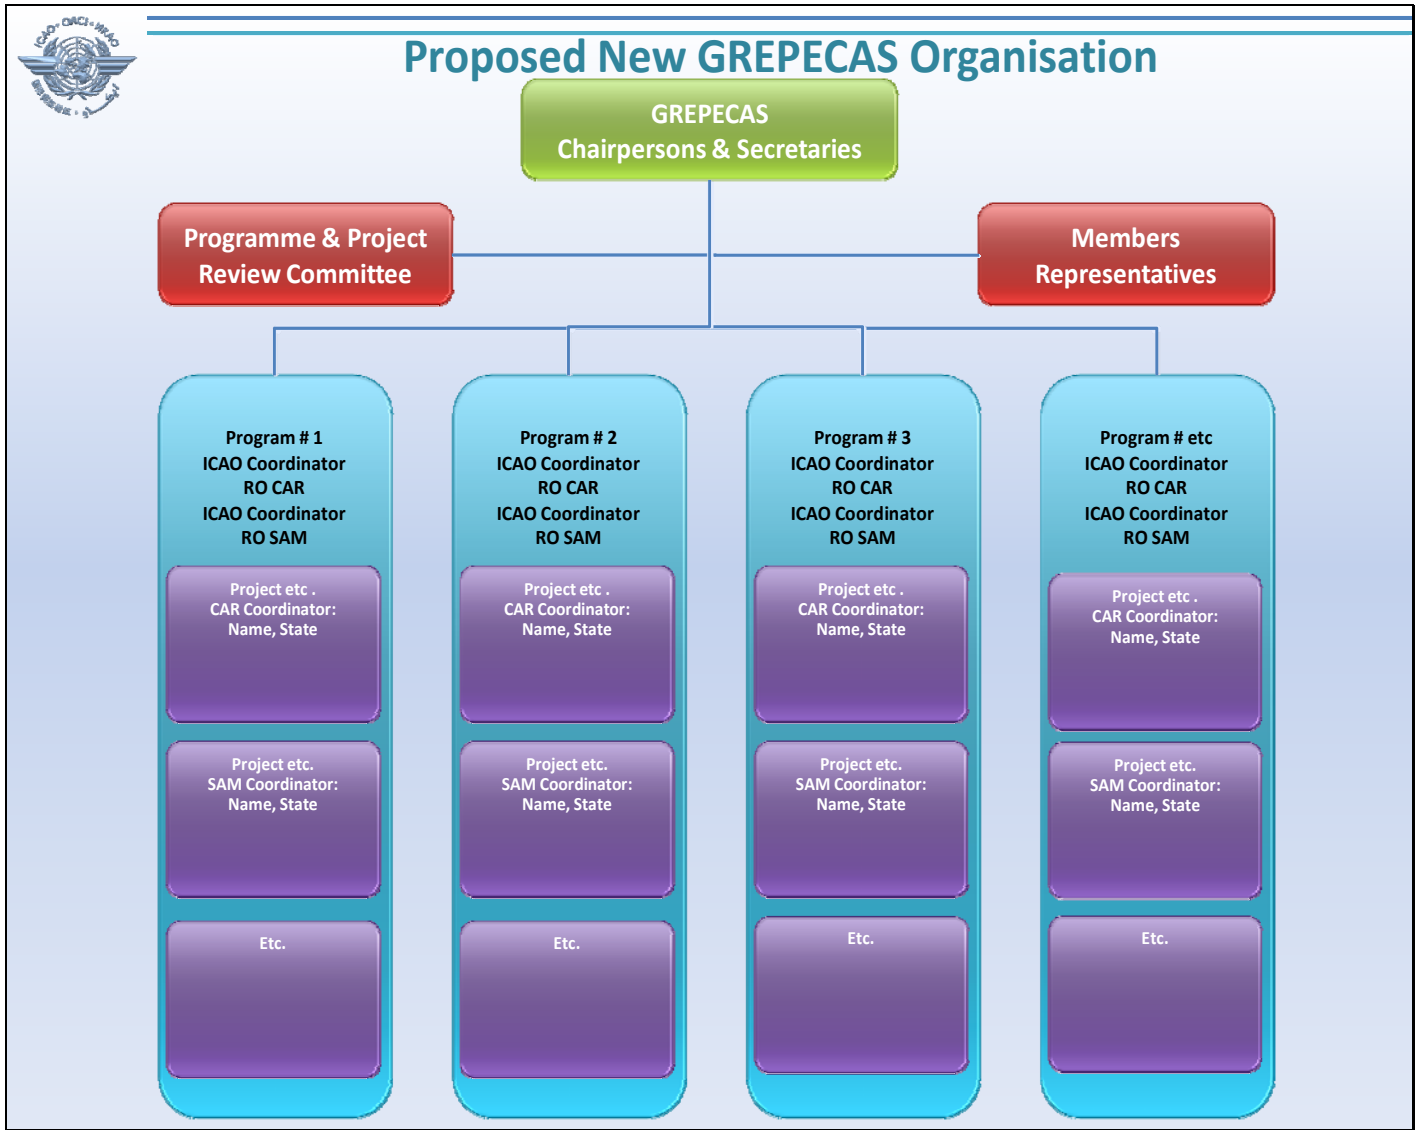 ICAO · OACI · ИКАО
Proposed New GREPECAS Organisation
GREPECAS
Chairpersons & Secretaries
Programme & Project
Review Committee
Members
Representatives
Program # 1
ICAO Coordinator
RO CAR
ICAO Coordinator
RO SAM
Project etc .
CAR Coordinator:
Name, State
Project etc.
SAM Coordinator:
Name, State
Etc.
Program # 2
ICAO Coordinator
RO CAR
ICAO Coordinator
RO SAM
Project etc .
CAR Coordinator:
Name, State
Project etc.
SAM Coordinator:
Name, State
Etc.
Program # 3
ICAO Coordinator
RO CAR
ICAO Coordinator
RO SAM
Project etc .
CAR Coordinator:
Name, State
Project etc.
SAM Coordinator:
Name, State
Etc.
Program # etc
ICAO Coordinator
RO CAR
ICAO Coordinator
RO SAM
Project etc .
CAR Coordinator:
Name, State
Project etc.
SAM Coordinator:
Name, State
Etc.